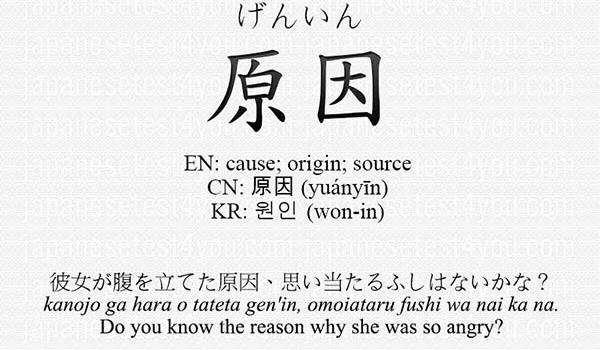 げんいん
原因
EN: cause; origin; source
CN: 原因 (yuányīn)
KR: 원인 (won-in)
彼女が腹を立てた原因、思い当たるふしはないかな？
kanojo ga hara o tateta gen'in, omoiataru fushi wa nai ka na.
Do you know the reason why she was so angry?